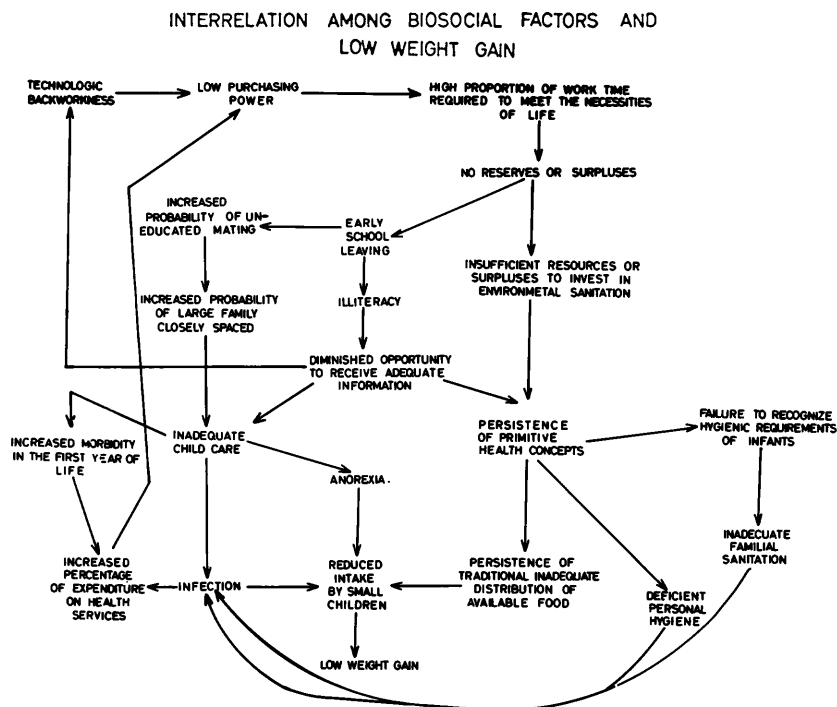 INTERRELATION AMONG BIOSOCIAL FACTORS AND
LOW WEIGHT GAIN
TECHNOLOGIC
BACKWORKNESS
LOW PURCHASING
POWER
HIGH PROPORTION OF WORK TIME
REQUIRED TO MEET THE NECESSITIES
OF LIFE
NO RESERVES OR SURPLUSES
INCREASED
PROBABILITY OF UN-
EDUCATED MATING
EARLY
SCHOOL
LEAVING
INSUFFICIENT RESOURCES OR
SURPLUSES TO INVEST IN
ENVIRONMETAL SANITATION
INCREASED PROBABILITY
OF LARGE FAMILY
CLOSELY SPACED
ILLITERACY
DIMINISHED OPPORTUNITY
TO RECEIVE ADEQUATE
INFORMATION
INCREASED MORBIDITY
IN THE FIRST YEAR OF
LIFE
INADEQUATE
CHILD CARE
PERSISTENCE
OF PRIMITIVE
HEALTH CONCEPTS
FAILURE TO RECOGNIZE
HYGIENIC REQUIREMENTS
OF INFANTS
ANOREXIA.
INCREASED
PERCENTAGE
OF EXPENDITURE
ON HEALTH
SERVICES
INFECTION
REDUCED
INTAKE
BY SMALL
CHILDREN
PERSISTENCE OF
TRADITIONAL INADEQUATE
DISTRIBUTION OF
AVAILABLE FOOD
INADECUATE
FAMILIAL
SANITATION
DEFICIENT
PERSONAL
HYGIENE
LOW WEIGHT GAIN